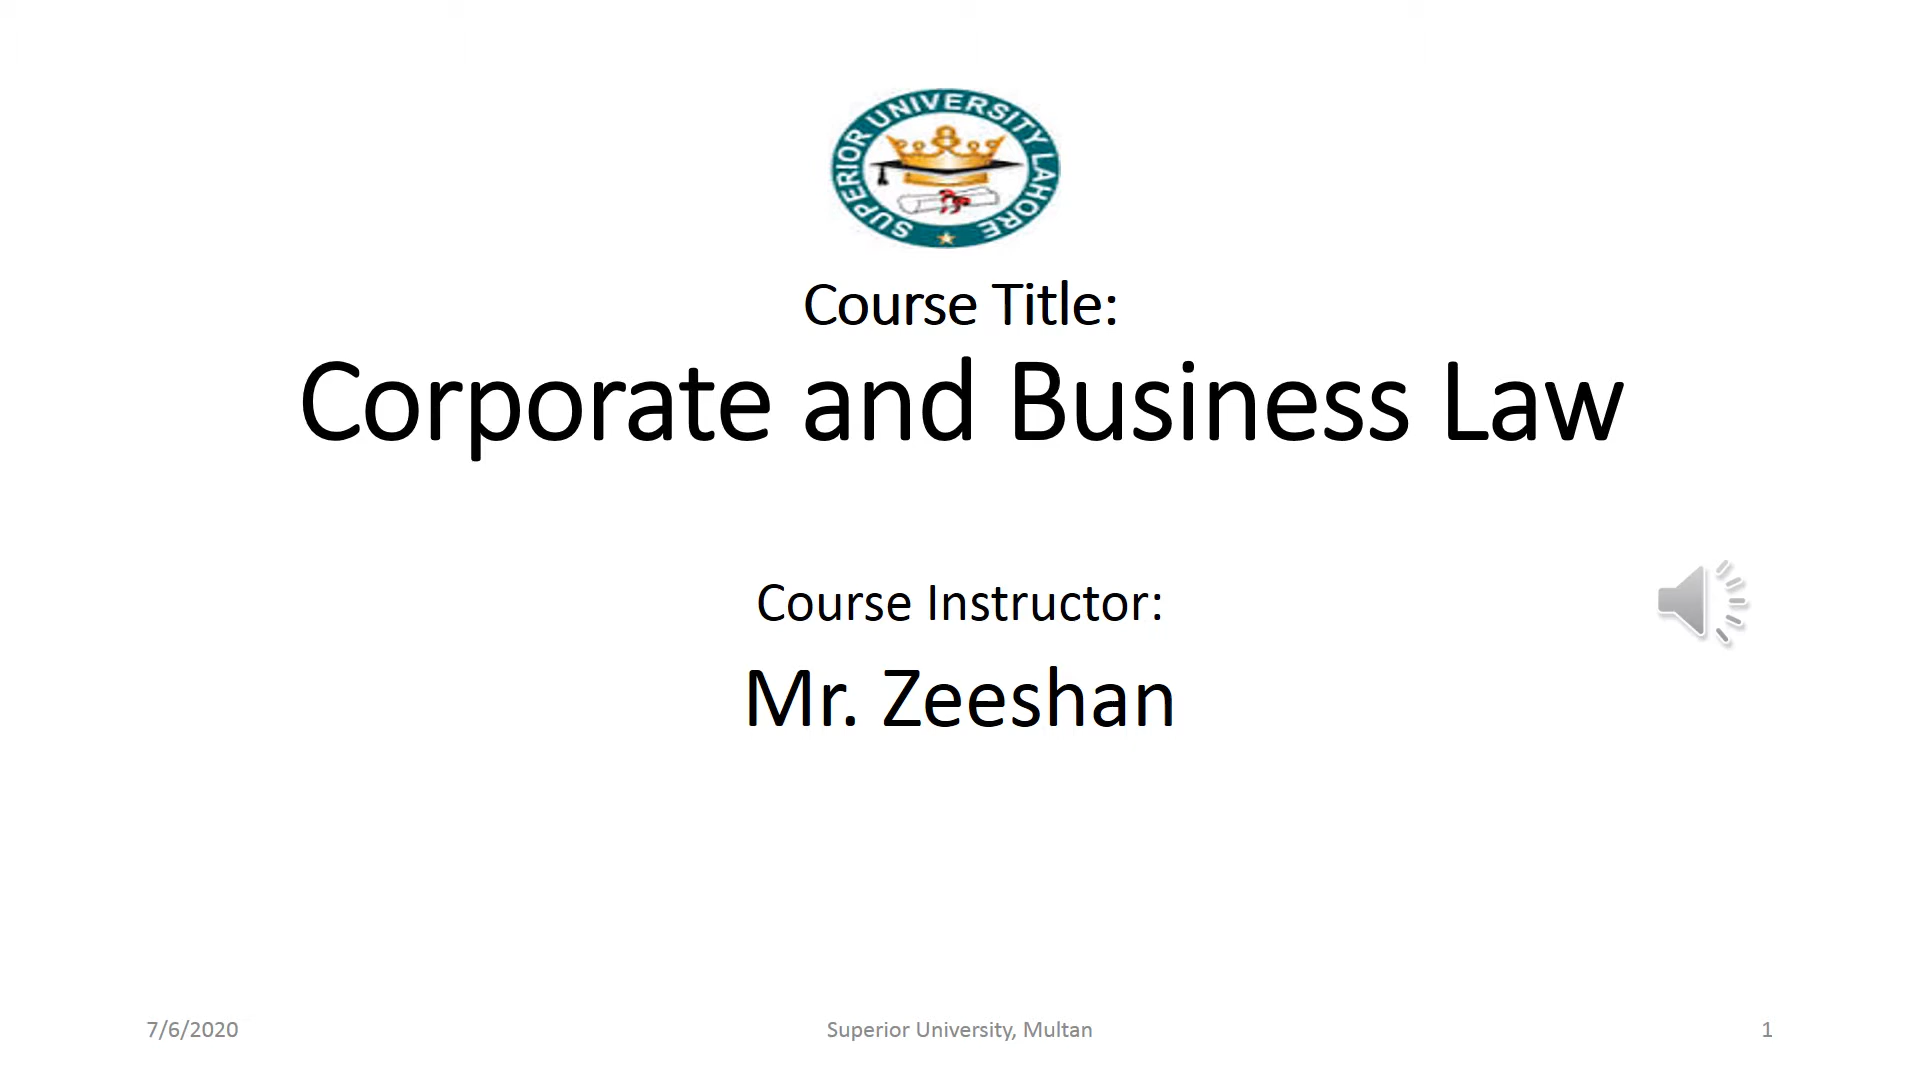 SUPERIOR UNIVERSITY LAHORE
Course Title:
Corporate and Business Law
Course Instructor:
Mr. Zeeshan
7/6/2020
Superior University, Multan
1